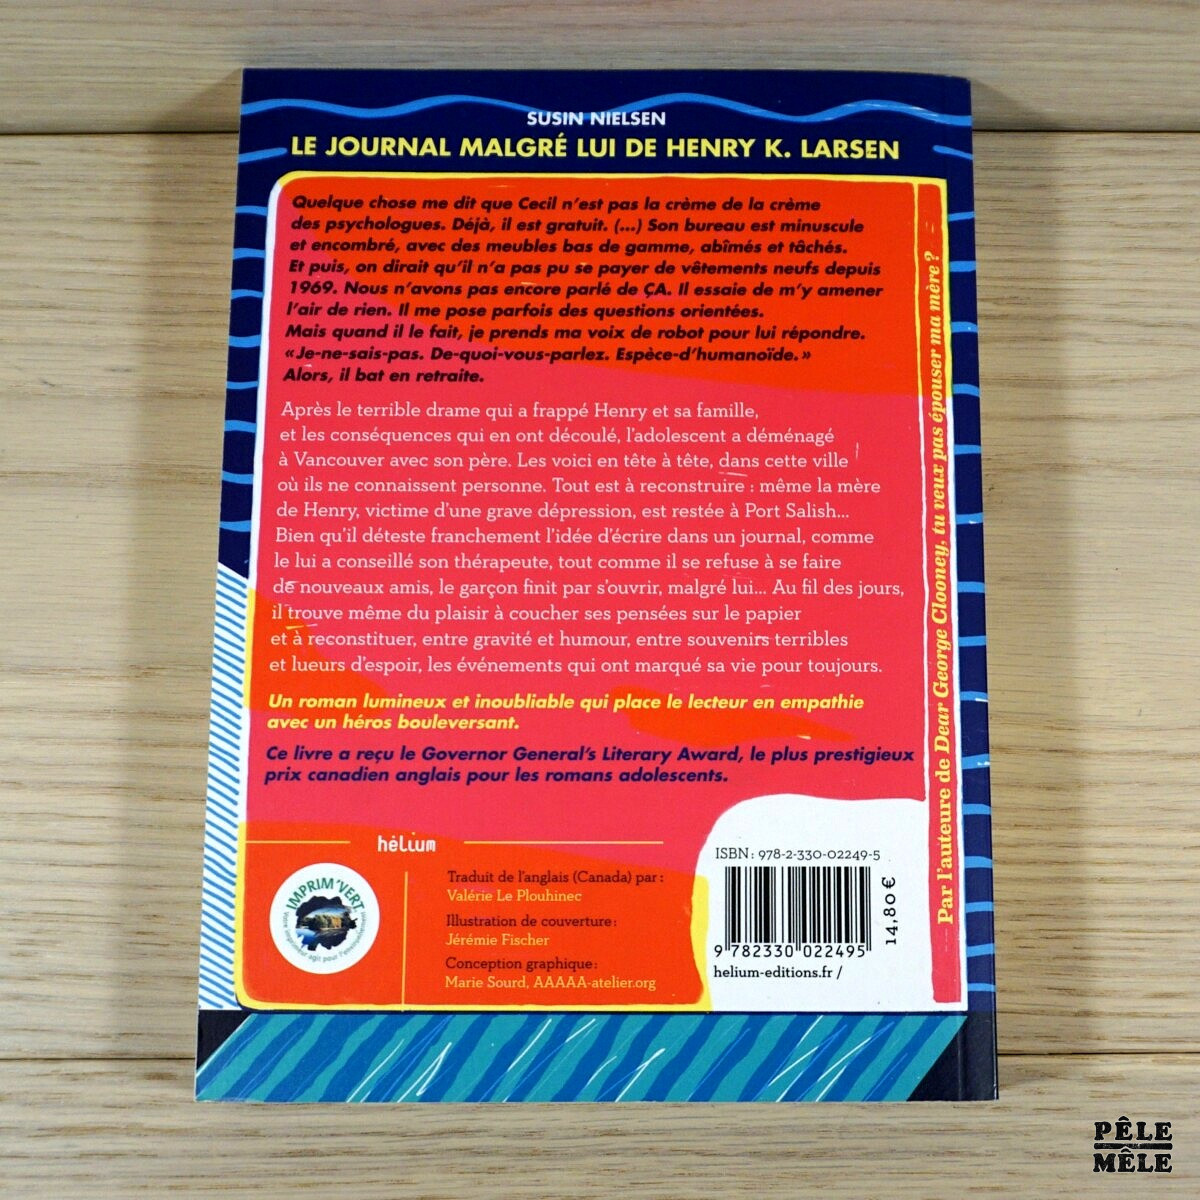 SUSIN NIELSEN
LE JOURNAL MALGRÉ LUI DE HENRY K. LARSEN
Quelque chose me dit que Cecil n'est pas la crème de la crème
des psychologues. Déjà, il est gratuit. (...) Son bureau est minuscule
et encombré, avec des meubles bas de gamme, abîmés et tâchés.
Et puis, on dirait qu'il n'a pas pu se payer de vêtements neufs depuis
1969. Nous n'avons pas encore parlé de ÇA. Il essaie de m'y amener
l'air de rien. Il me pose parfois des questions orientées.
Mais quand il le fait, je prends ma voix de robot pour lui répondre.
«Je-ne-sais-pas. De-quoi-vous-parlez. Espèce-d'humanoïde.»
Alors, il bat en retraite.
Après le terrible drame qui a frappé Henry et sa famille,
et les conséquences qui en ont découlé, l'adolescent a déménagé
à Vancouver avec son père. Les voici en tête à tête, dans cette ville
où ils ne connaissent personne. Tout est à reconstruire : même la mère
de Henry, victime d'une grave dépression, est restée à Port Salish...
Bien qu'il déteste franchement l'idée d'écrire dans un journal, comme
le lui a conseillé son thérapeute, tout comme il se refuse à se faire
de nouveaux amis, le garçon finit par s'ouvrir, malgré lui... Au fil des jours,
il trouve même du plaisir à coucher ses pensées sur le papier
et à reconstituer, entre gravité et humour, entre souvenirs terribles
et lueurs d'espoir, les événements qui ont marqué sa vie pour toujours.
Un roman lumineux et inoubliable qui place le lecteur en empathie
avec un héros bouleversant.
Ce livre a reçu le Governor General's Literary Award, le plus prestigieux
prix canadien anglais pour les romans adolescents.
Par l'auteure de Dear George Clooney, tu veux pas épouser ma mère ?
hélium
IMPRIM'VERT
Votre imprimeur agit pour l'environnement
Traduit de l'anglais (Canada) par :
Valérie Le Plouhinec
Illustration de couverture :
Jérémie Fischer
Conception graphique :
Marie Sourd, AAAAA-atelier.org
ISBN : 978-2-330-02249-5
14,80 €
9 782330 022495
helium-editions.fr /
PÊLE
MÊLE